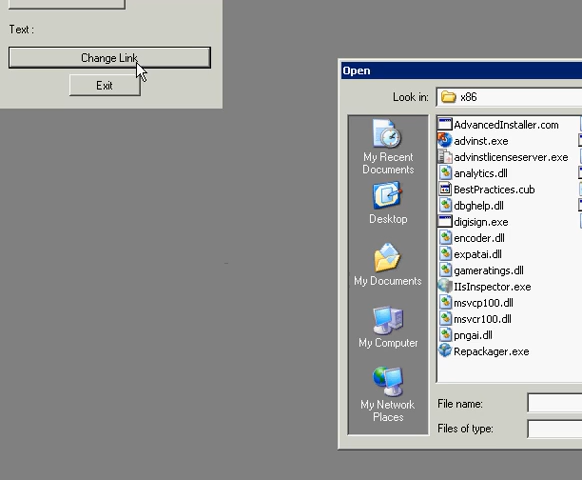 Text :
Change Link
Exit
Open
Look in:
x86
My Recent
Documents
Desktop
My Documents
My Computer
My Network
Places
AdvancedInstaller.com
advinst.exe
advinstlicenseserver.exe
analytics.dll
BestPractices.cub
dbghelp.dll
digisign.exe
encoder.dll
expatai.dll
gameratings.dll
IIsInspector.exe
msvcp100.dll
msvcr100.dll
pngai.dll
Repackager.exe
File name:
Files of type: